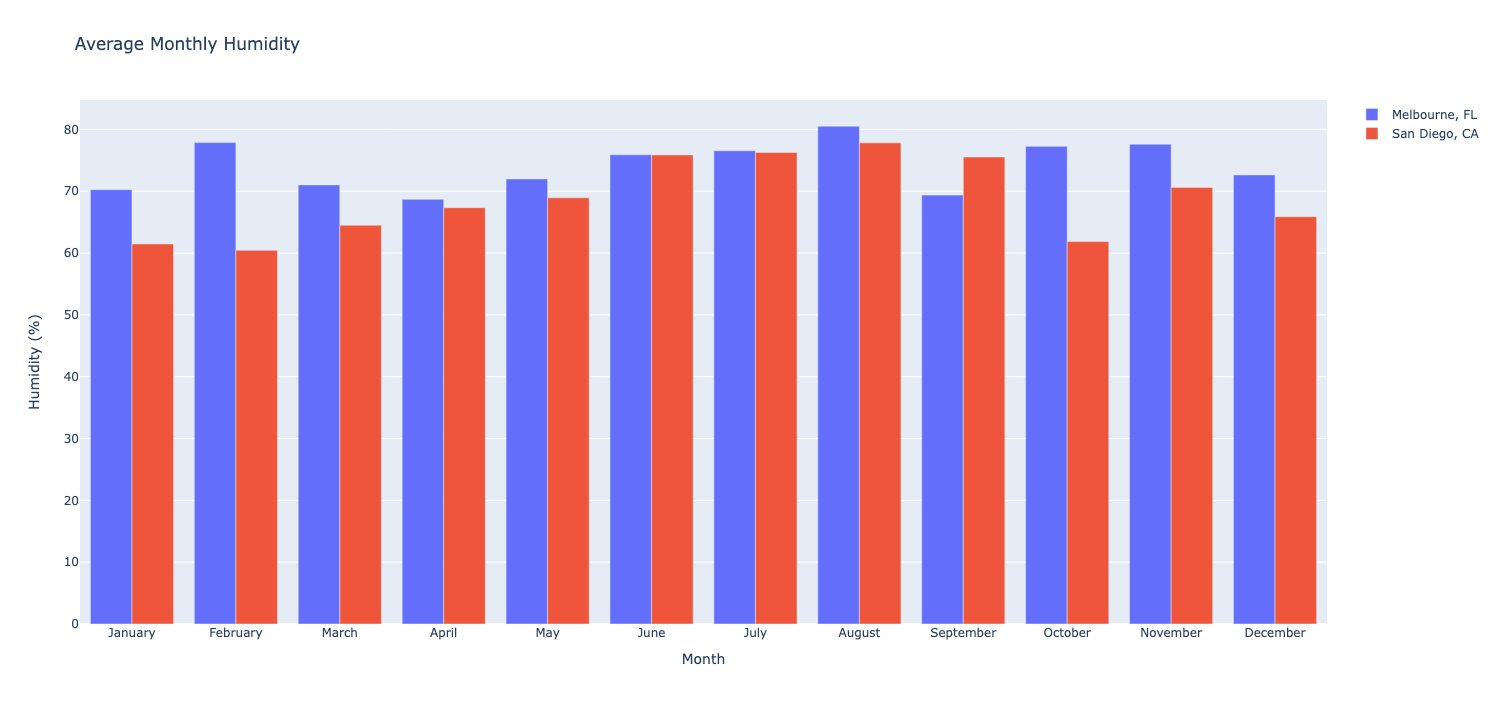 Average Monthly Humidity
Melbourne, FL
San Diego, CA
80
70
60
50
40
30
20
10
0
Humidity (%)
January February March April May June July August September October November December
Month